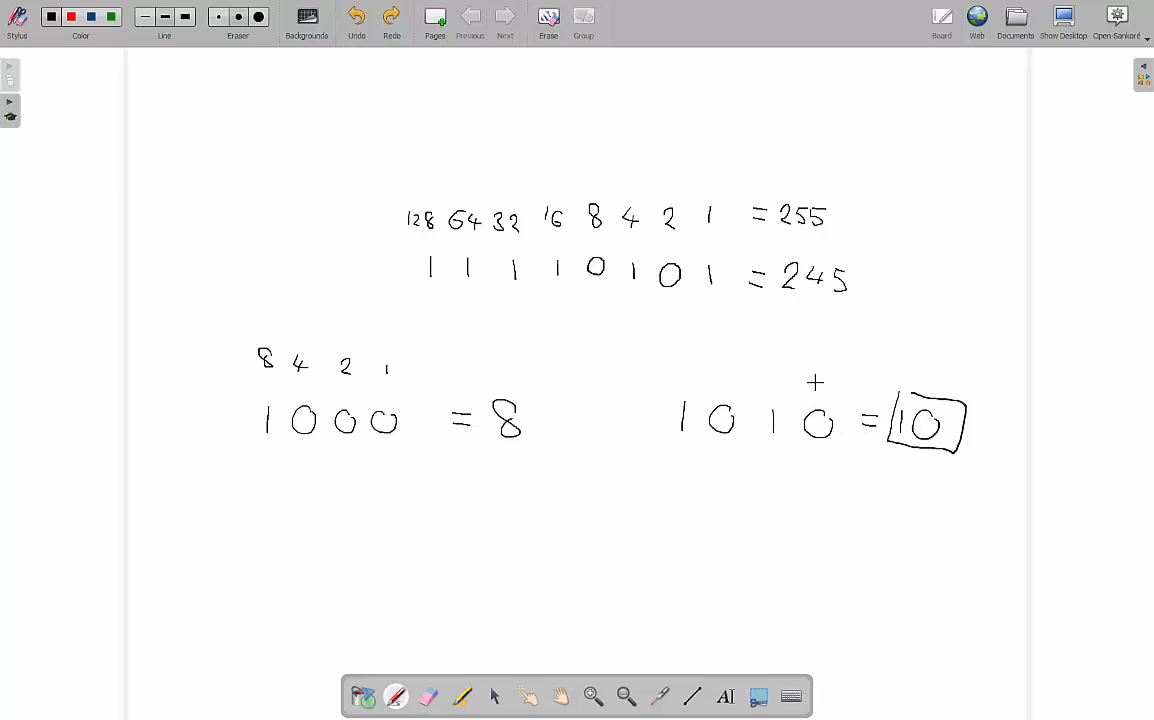 Stylus Color Line Eraser Backgrounds Undo Redo Pages Previous Next Erase Group Board Web Documents Show Desktop Open-Sankoré
128 64 32 16 8 4 2 1 = 255
1 1 1 1 0 1 0 1 = 245
8 4 2 1
1 0 0 0 = 8
1 0 1 0 = 10
AI